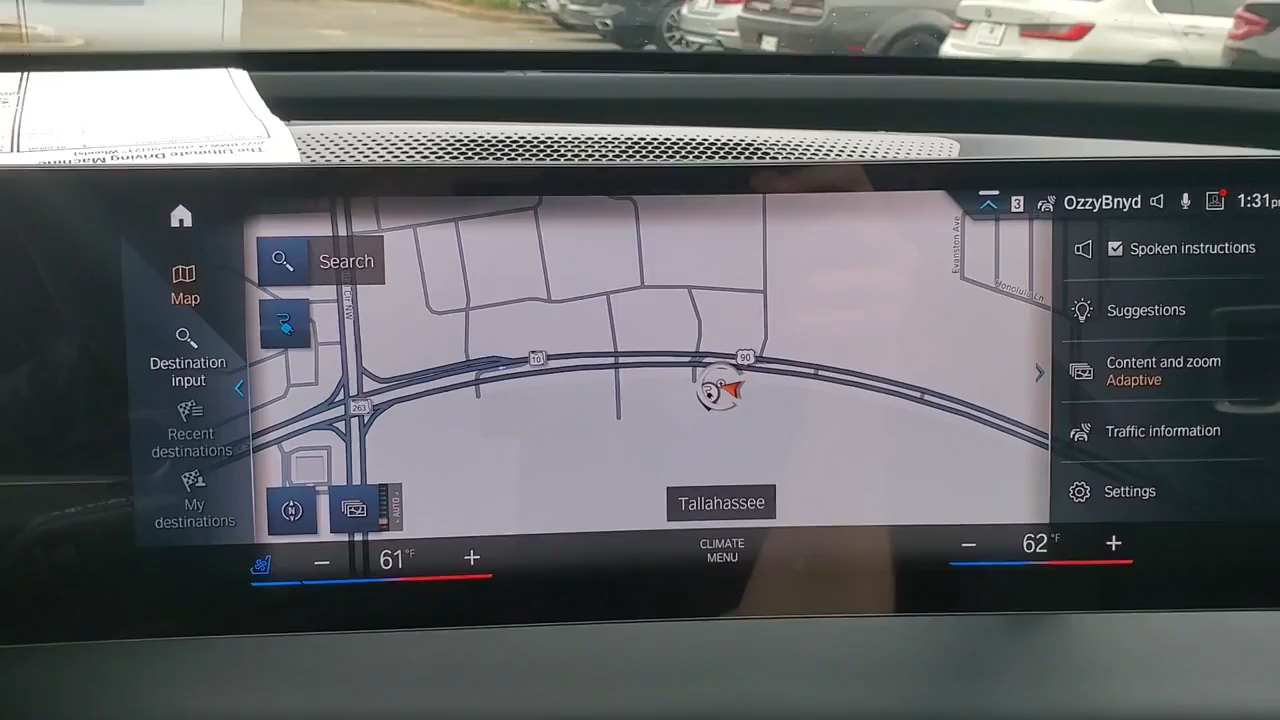 The Ultimate Driving Machine
3
OzzyBnyd
1:31pm
Search
Map
Destination
input
Recent
destinations
My
destinations
10
90
263
Evanston Ave
Honolulu Ln
N
AUTO
Tallahassee
Spoken instructions
Suggestions
Content and zoom
Adaptive
Traffic information
Settings
61°F
CLIMATE
MENU
62°F